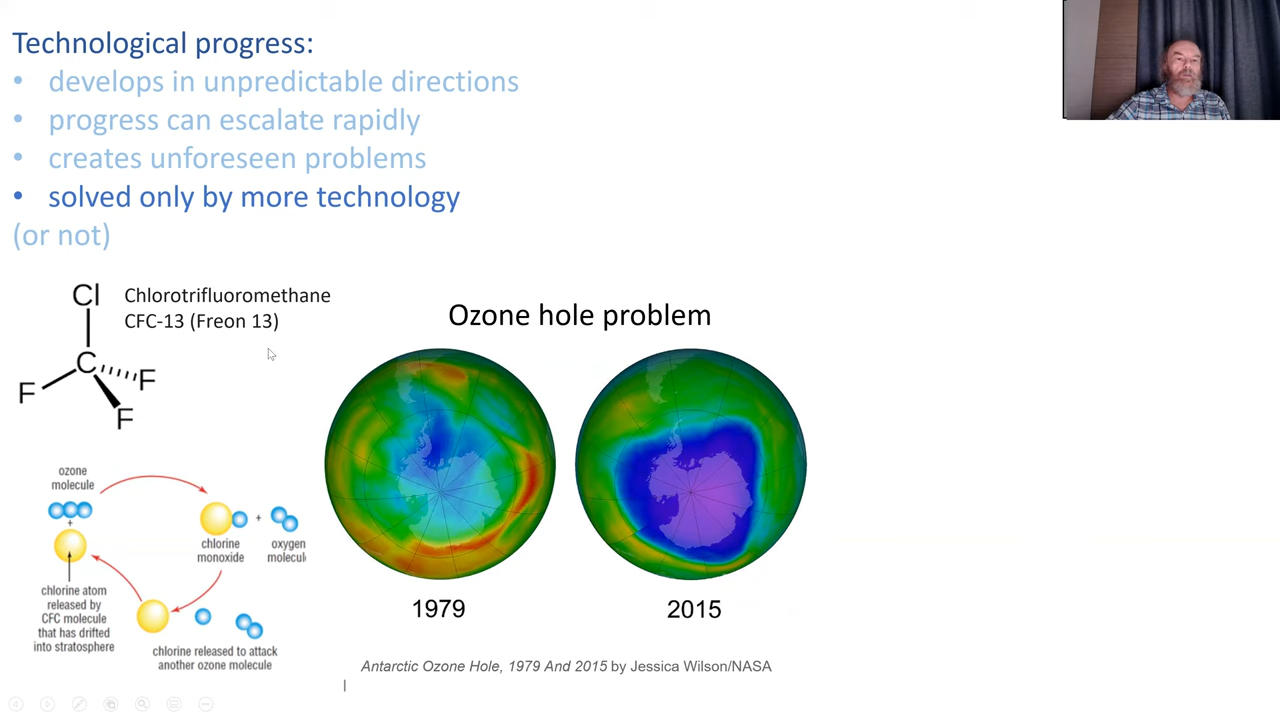 Technological progress:
• develops in unpredictable directions
• progress can escalate rapidly
• creates unforeseen problems
• solved only by more technology
(or not)
Cl
C
F
F
F
Chlorotrifluoromethane
CFC-13 (Freon 13)
Ozone hole problem
ozone
molecule
+
chlorine
monoxide
+
oxygen
molecul
chlorine atom
released by
CFC molecule
that has drifted
into stratosphere
chlorine released to attack
another ozone molecule
1979
2015
Antarctic Ozone Hole, 1979 And 2015 by Jessica Wilson/NASA